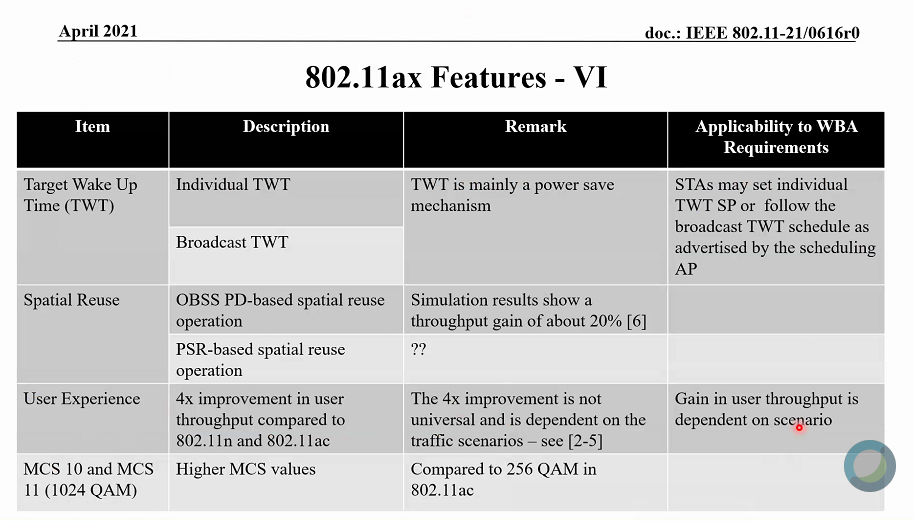 April 2021
doc.: IEEE 802.11-21/0616r0
802.11ax Features - VI
Item
Description
Remark
Applicability to WBA
Requirements
Target Wake Up
Time (TWT)
Individual TWT
Broadcast TWT
TWT is mainly a power save
mechanism
STAs may set individual
TWT SP or follow the
broadcast TWT schedule as
advertised by the scheduling
AP
Spatial Reuse
OBSS PD-based spatial reuse
operation
Simulation results show a
throughput gain of about 20% [6]
PSR-based spatial reuse
operation
??
User Experience
4x improvement in user
throughput compared to
802.11n and 802.11ac
The 4x improvement is not
universal and is dependent on the
traffic scenarios – see [2-5]
Gain in user throughput is
dependent on scenario
MCS 10 and MCS
11 (1024 QAM)
Higher MCS values
Compared to 256 QAM in
802.11ac